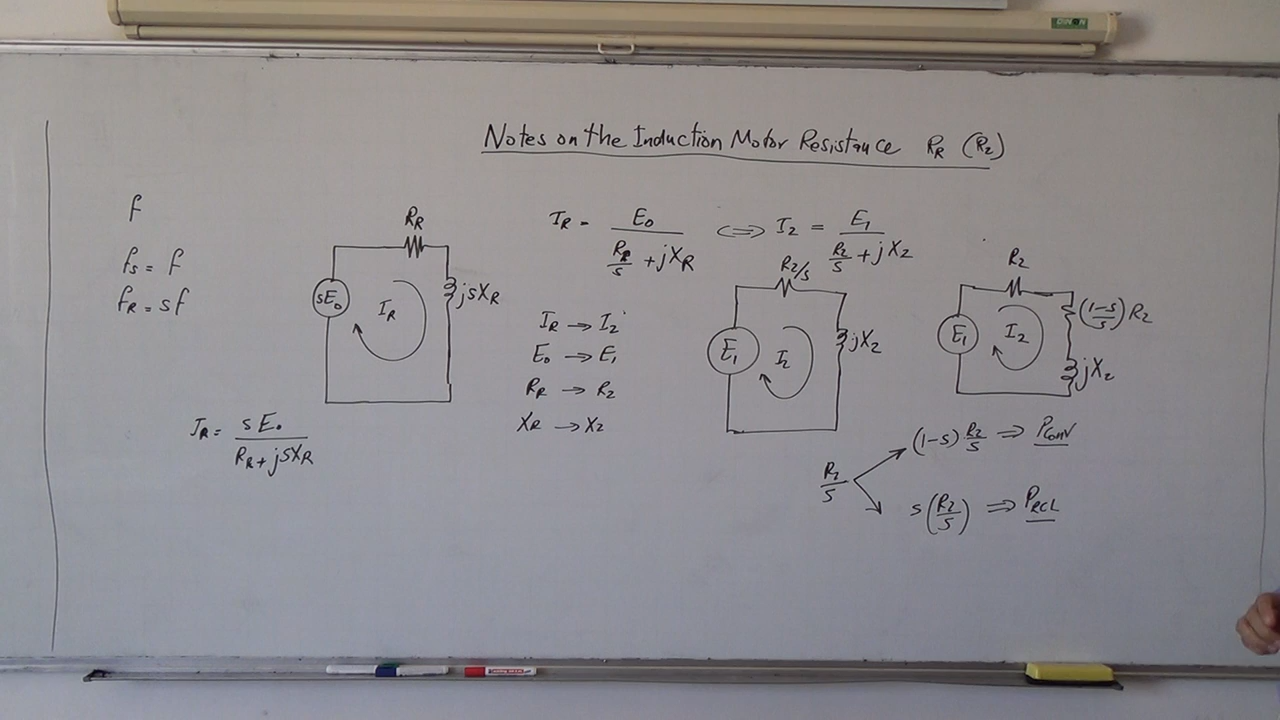 DINON
Notes on the Induction Motor Resistance R_R (R_2)
f
f_s = f
f_R = sf
R_R
sE_0
I_R
jsX_R
I_R = sE_0 / (R_R + jsX_R)
I_R = E_0 / (R_R/s + jX_R) <=> I_2 = E_1 / (R_2/s + jX_2)
I_R → I_2
E_0 → E_1
R_R → R_2
X_R → X_2
R_2/s
E_1
I_2
jX_2
R_2
E_1
I_2
((1-s)/s) R_2
jX_2
R_2/s
(1-s) R_2/s ⇒ P_conv
s(R_2/s) ⇒ P_RCL